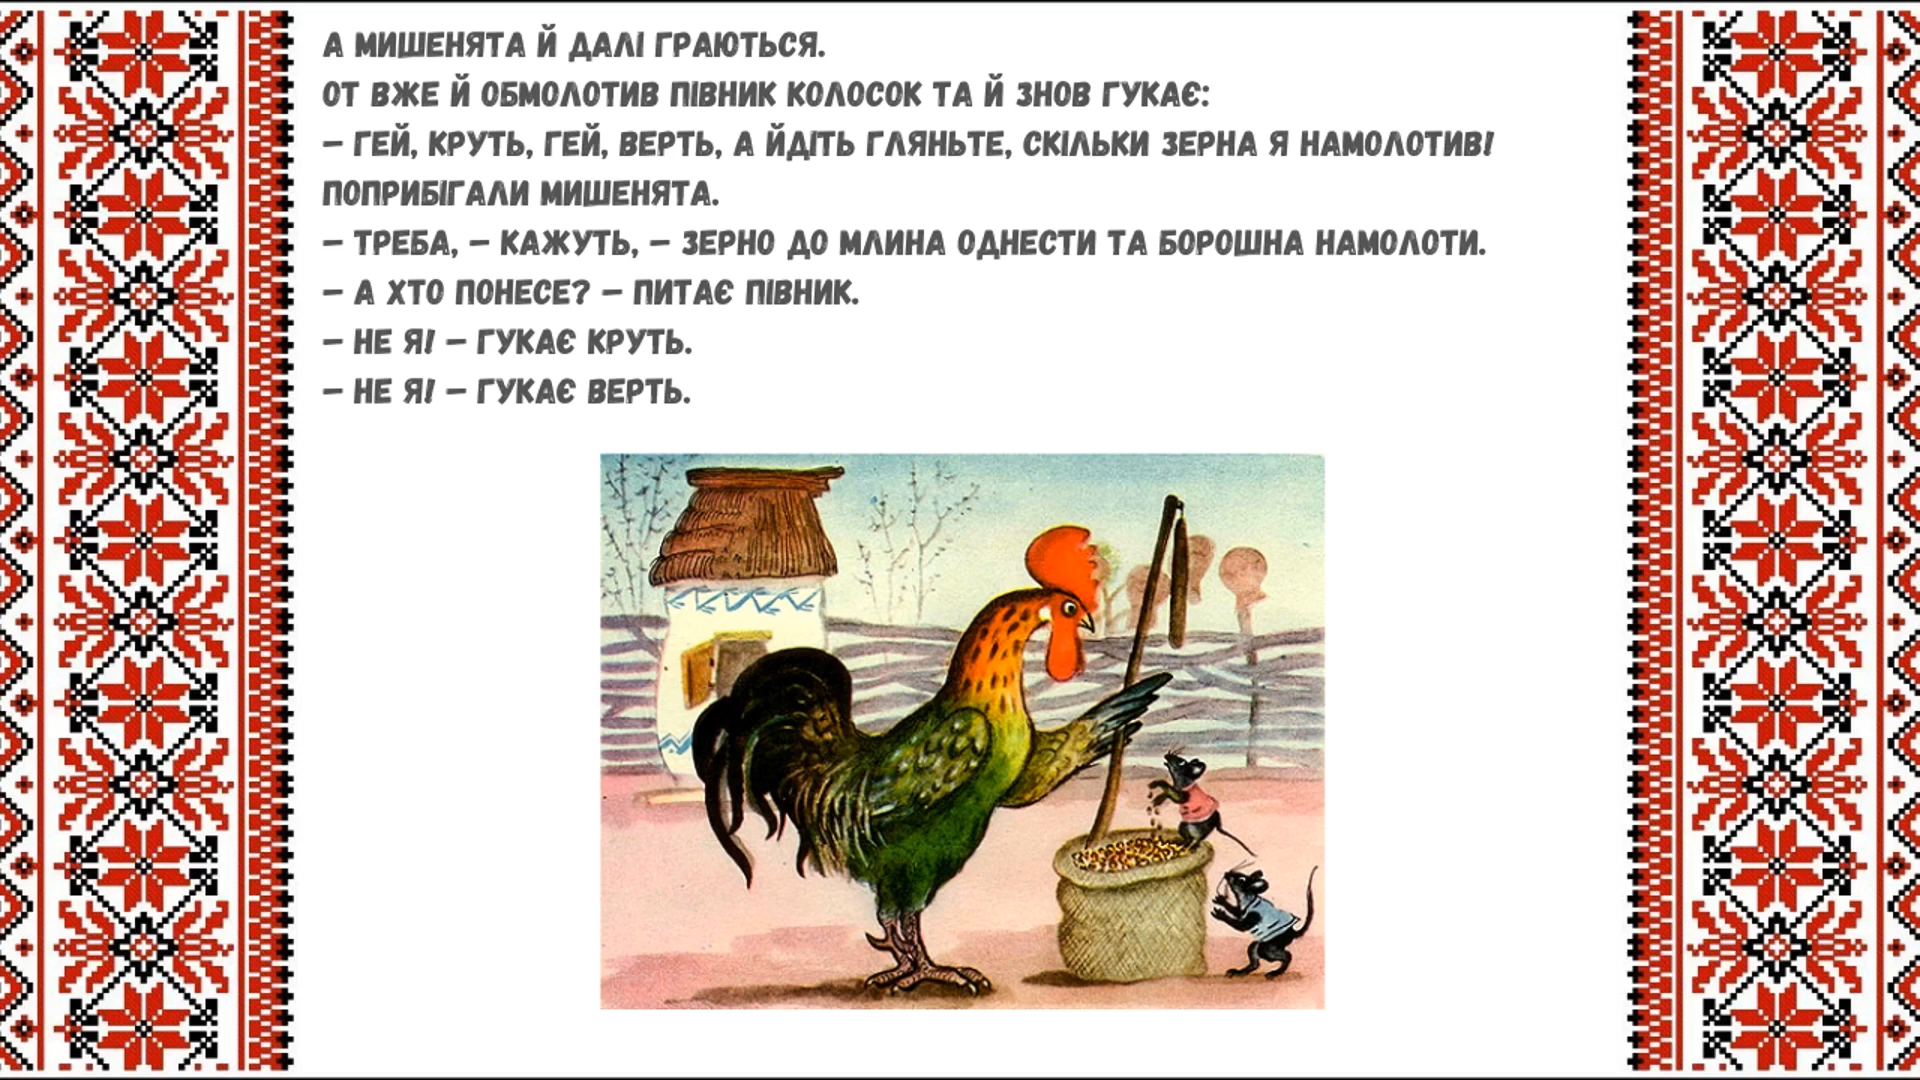 А МИШЕНЯТА Й ДАЛІ ГРАЮТЬСЯ.
ОТ ВЖЕ Й ОБМОЛОТИВ ПІВНИК КОЛОСОК ТА Й ЗНОВ ГУКАЄ:
– ГЕЙ, КРУТЬ, ГЕЙ, ВЕРТЬ, А ЙДІТЬ ГЛЯНЬТЕ, СКІЛЬКИ ЗЕРНА Я НАМОЛОТИВ!
ПОПРИБІГАЛИ МИШЕНЯТА.
– ТРЕБА, – КАЖУТЬ, – ЗЕРНО ДО МЛИНА ОДНЕСТИ ТА БОРОШНА НАМОЛОТИ.
– А ХТО ПОНЕСЕ? – ПИТАЄ ПІВНИК.
– НЕ Я! – ГУКАЄ КРУТЬ.
– НЕ Я! – ГУКАЄ ВЕРТЬ.